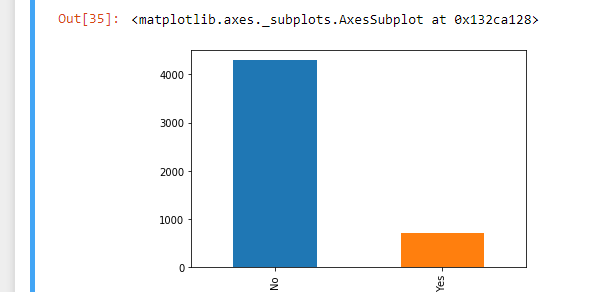 Out[35]: <matplotlib.axes._subplots.AxesSubplot at 0x132ca128>
4000
3000
2000
1000
0
No
Yes